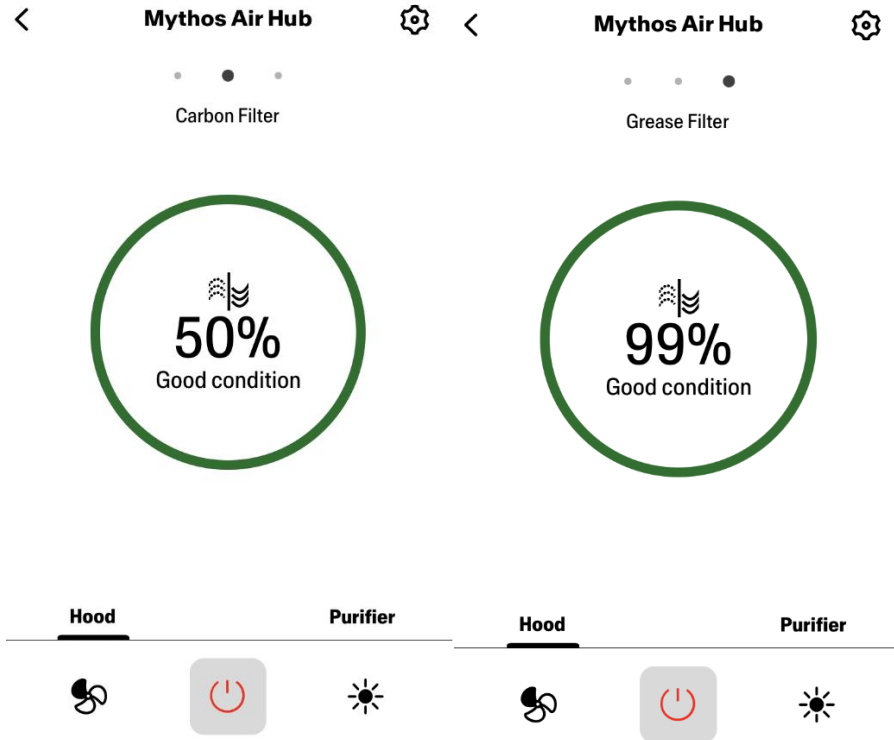 Mythos Air Hub
Carbon Filter
50%
Good condition
Hood
Purifier
Mythos Air Hub
Grease Filter
99%
Good condition
Hood
Purifier